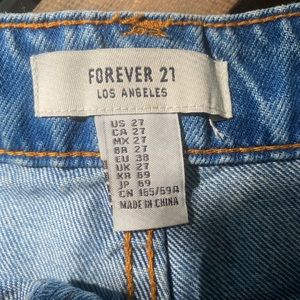 FOREVER 21
LOS ANGELES
US 27
CA 27
MX 27
BR 27
EU 38
UK 27
KR 69
JP 69
CN 165/69A
MADE IN CHINA